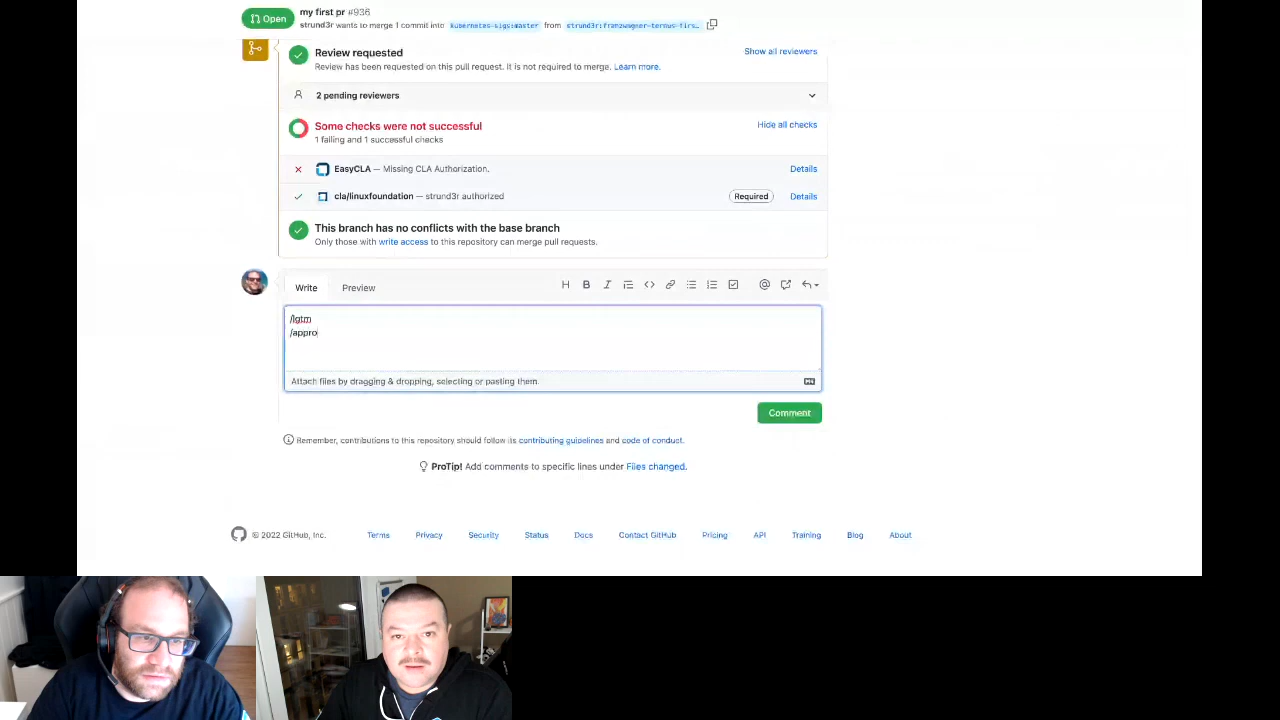 Open
my first pr #936
strund3r wants to merge 1 commit into kubernetes-sigs:master from strund3r:franzwagner-ternus-firs…
Review requested
Show all reviewers
Review has been requested on this pull request. It is not required to merge. Learn more.
2 pending reviewers
Some checks were not successful
Hide all checks
1 failing and 1 successful checks
EasyCLA — Missing CLA Authorization.
Details
cla/linuxfoundation — strund3r authorized
Required
Details
This branch has no conflicts with the base branch
Only those with write access to this repository can merge pull requests.
Write
Preview
/lgtm
/appro
Attach files by dragging & dropping, selecting or pasting them.
Comment
Remember, contributions to this repository should follow its contributing guidelines and code of conduct.
ProTip! Add comments to specific lines under Files changed.
© 2022 GitHub, Inc.
Terms
Privacy
Security
Status
Docs
Contact GitHub
Pricing
API
Training
Blog
About